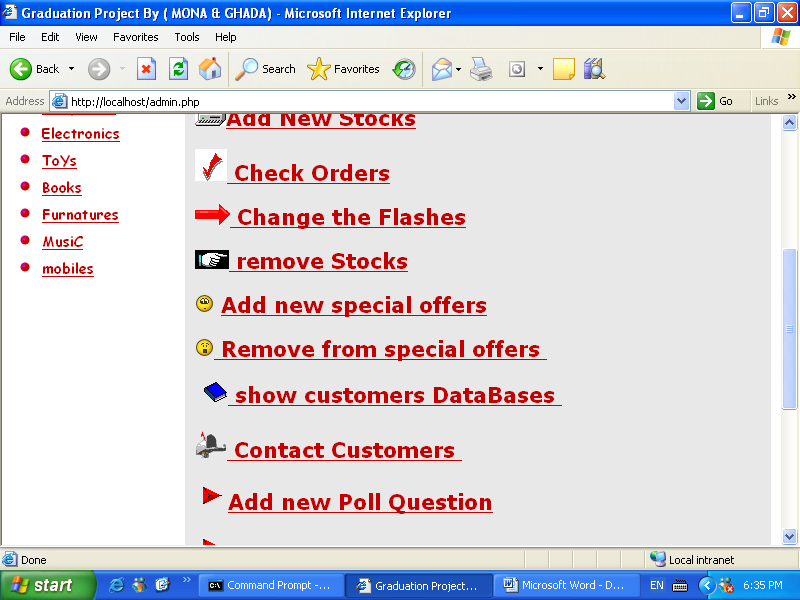 Graduation Project By ( MONA & GHADA) - Microsoft Internet Explorer
File Edit View Favorites Tools Help
Back Search Favorites
Address http://localhost/admin.php Go Links »
Electronics
ToYs
Books
Furnatures
MusiC
mobiles
Add New Stocks
Check Orders
Change the Flashes
remove Stocks
Add new special offers
Remove from special offers
show customers DataBases
Contact Customers
Add new Poll Question
Done Local intranet
start » Command Prompt -... Graduation Project... Microsoft Word - D... EN 6:35 PM